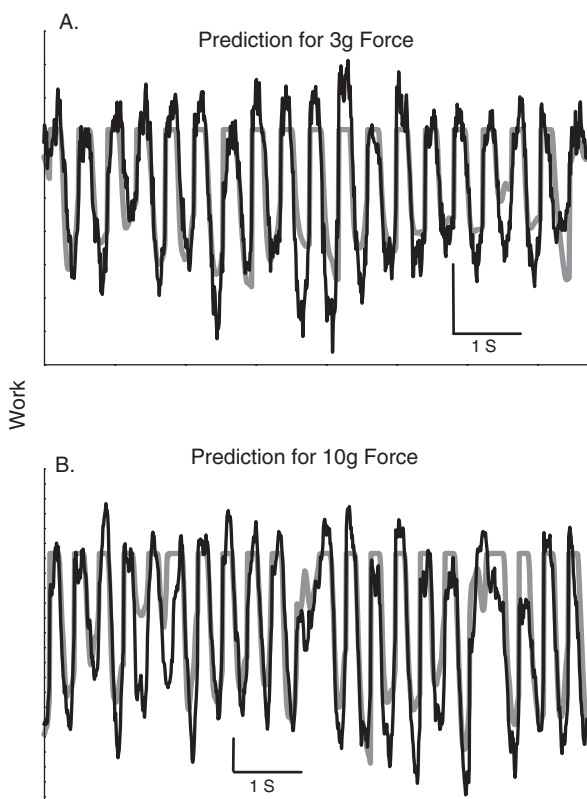 A.
Prediction for 3g Force
1 S
Work
B.
Prediction for 10g Force
1 S